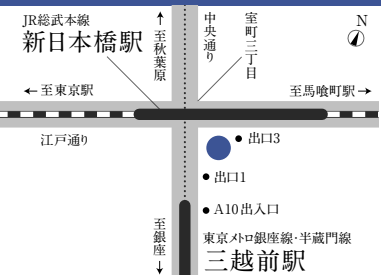 JR総武本線
新日本橋駅
↑
至秋葉原
中央通り
室町三丁目
N
←至東京駅
至馬喰町駅→
江戸通り
出口3
出口1
A10出入口
至銀座
↓
東京メトロ銀座線・半蔵門線
三越前駅